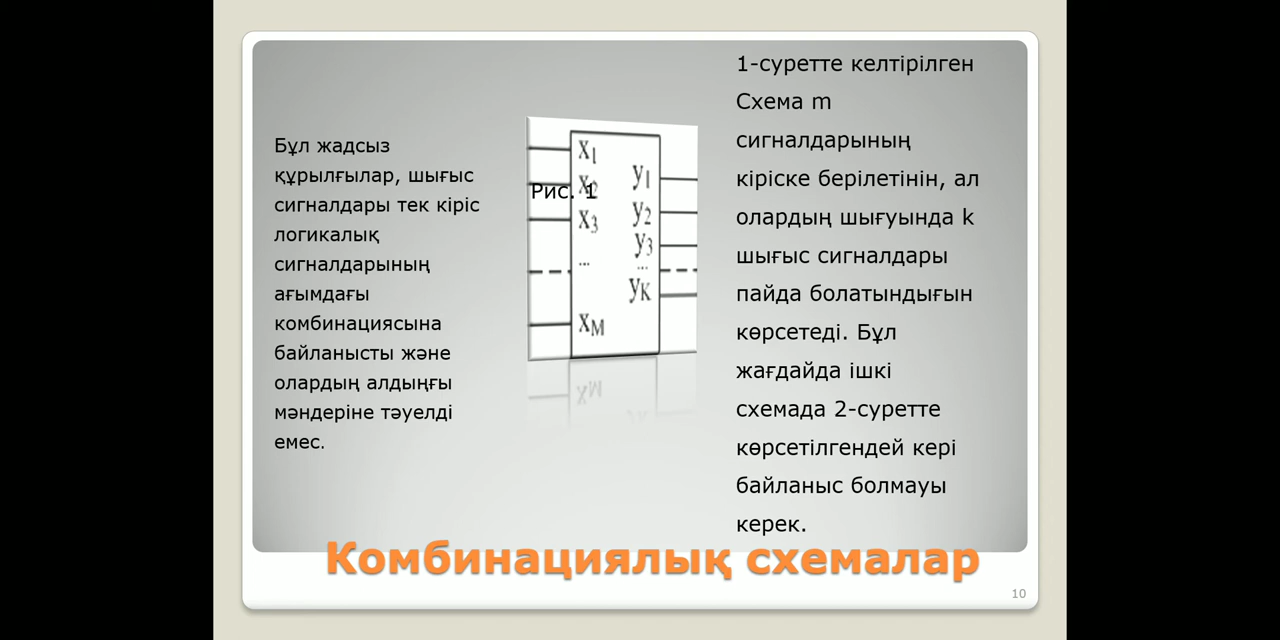 Бұл жадсыз
құрылғылар, шығыс
сигналдары тек кіріс
логикалық
сигналдарының
ағымдағы
комбинациясына
байланысты және
олардың алдыңғы
мәндеріне тәуелді
емес.
x1
x2
x3
...
xM
y1
y2
y3
...
yK
Рис. 1
1-суретте келтірілген
Схема m
сигналдарының
кіріске берілетінін, ал
олардың шығуында k
шығыс сигналдары
пайда болатындығын
көрсетеді. Бұл
жағдайда ішкі
схемада 2-суретте
көрсетілгендей кері
байланыс болмауы
керек.
Комбинациялық схемалар
10